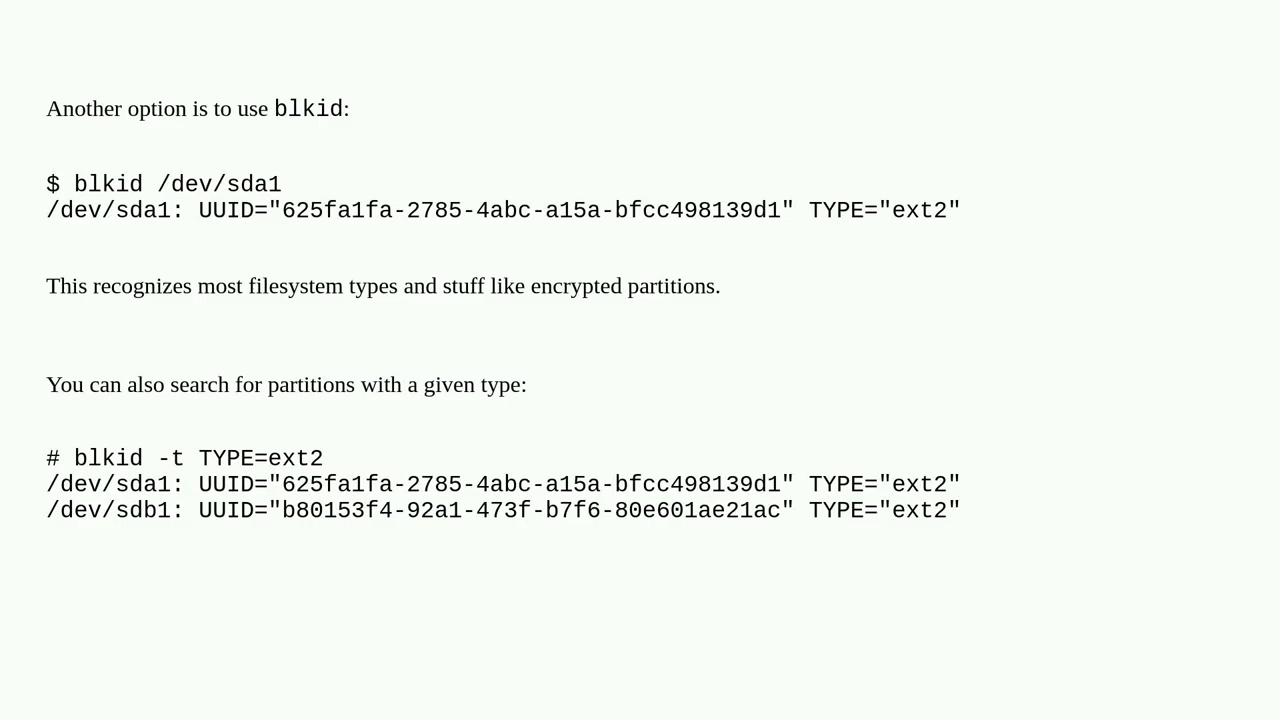 Another option is to use blkid:
$ blkid /dev/sda1
/dev/sda1: UUID="625fa1fa-2785-4abc-a15a-bfcc498139d1" TYPE="ext2"
This recognizes most filesystem types and stuff like encrypted partitions.
You can also search for partitions with a given type:
# blkid -t TYPE=ext2
/dev/sda1: UUID="625fa1fa-2785-4abc-a15a-bfcc498139d1" TYPE="ext2"
/dev/sdb1: UUID="b80153f4-92a1-473f-b7f6-80e601ae21ac" TYPE="ext2"